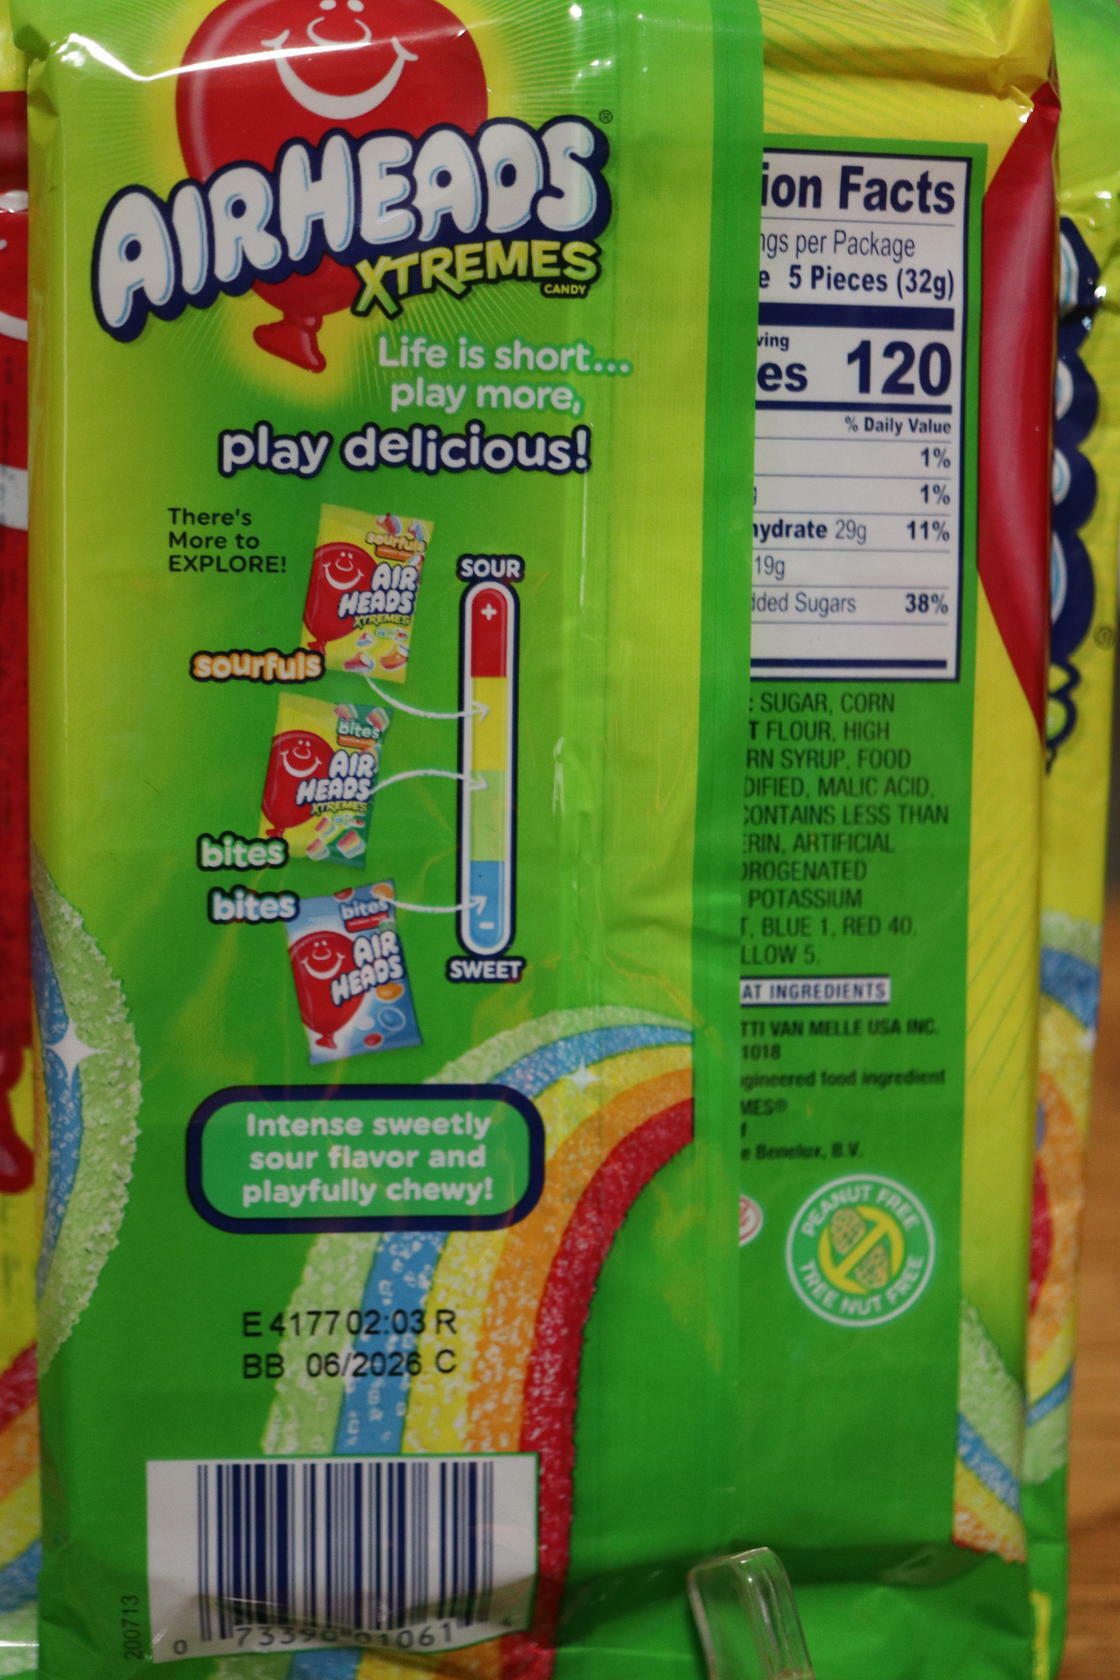 AIRHEADS®
XTREMES
CANDY
Life is short...
play more,
play delicious!
There's
More to
EXPLORE!
sourfuls
AIR
HEADS
XTREMES
sourfuls
bites
AIR
HEADS
XTREMES
bites
bites
bites
AIR
HEADS
SOUR
+
-
SWEET
Intense sweetly
sour flavor and
playfully chewy!
E 4177 02:03 R
BB 06/2026 C
200713
0
ion Facts
ngs per Package
e 5 Pieces (32g)
ving
es 120
% Daily Value
1%
g 1%
hydrate 29g 11%
19g
dded Sugars 38%
: SUGAR, CORN
T FLOUR, HIGH
RN SYRUP, FOOD
DIFIED, MALIC ACID,
CONTAINS LESS THAN
ERIN, ARTIFICIAL
DROGENATED
POTASSIUM
T, BLUE 1, RED 40,
LLOW 5.
AT INGREDIENTS
TTI VAN MELLE USA INC.
1018
gineered food ingredient
MES®
f
e Benelux, B.V.
PEANUT FREE
TREE NUT FREE